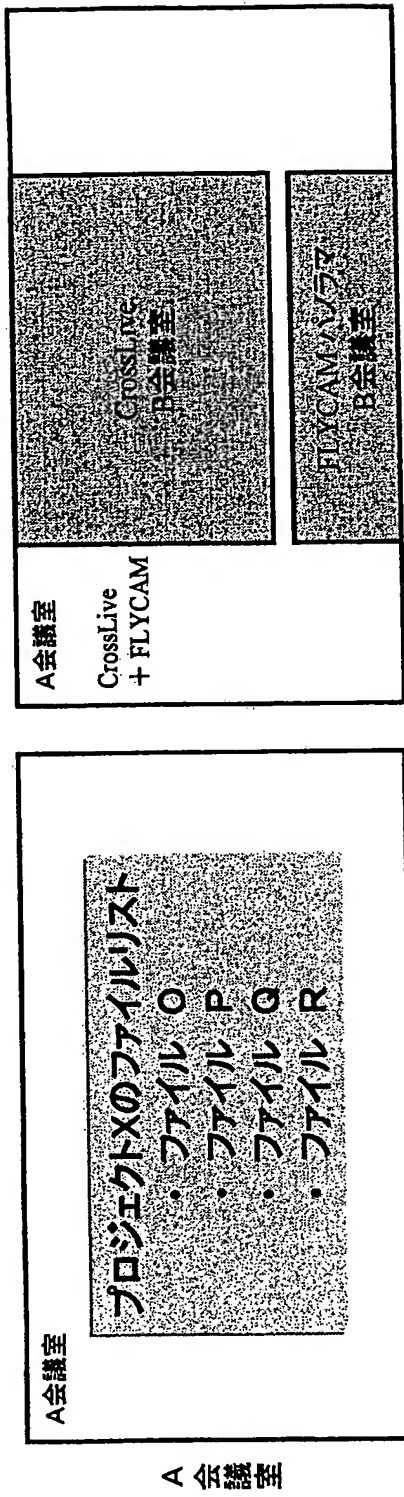 A会議室
A会議室
プロジェクトXのファイルリスト
・ファイル O
・ファイル P
・ファイル Q
・ファイル R
A会議室
CrossLive
+ FLYCAM
CrossLive
B会議室
FLYCAMパノラマ
B会議室